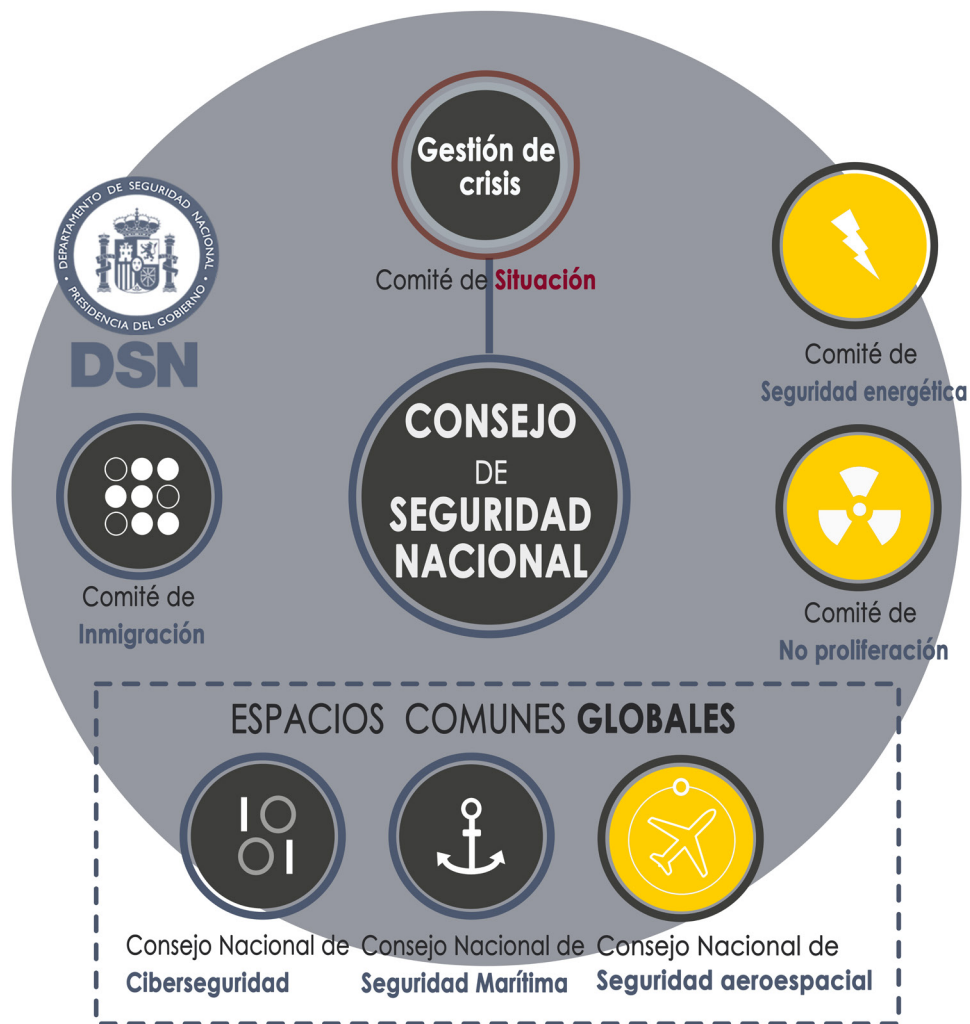 Gestión de
crisis
Comité de Situación
DEPARTAMENTO DE SEGURIDAD NACIONAL
PRESIDENCIA DEL GOBIERNO
DSN
Comité de
Seguridad energética
CONSEJO
DE
SEGURIDAD
NACIONAL
Comité de
Inmigración
Comité de
No proliferación
ESPACIOS COMUNES GLOBALES
Consejo Nacional de
Ciberseguridad
Consejo Nacional de
Seguridad Marítima
Consejo Nacional de
Seguridad aeroespacial